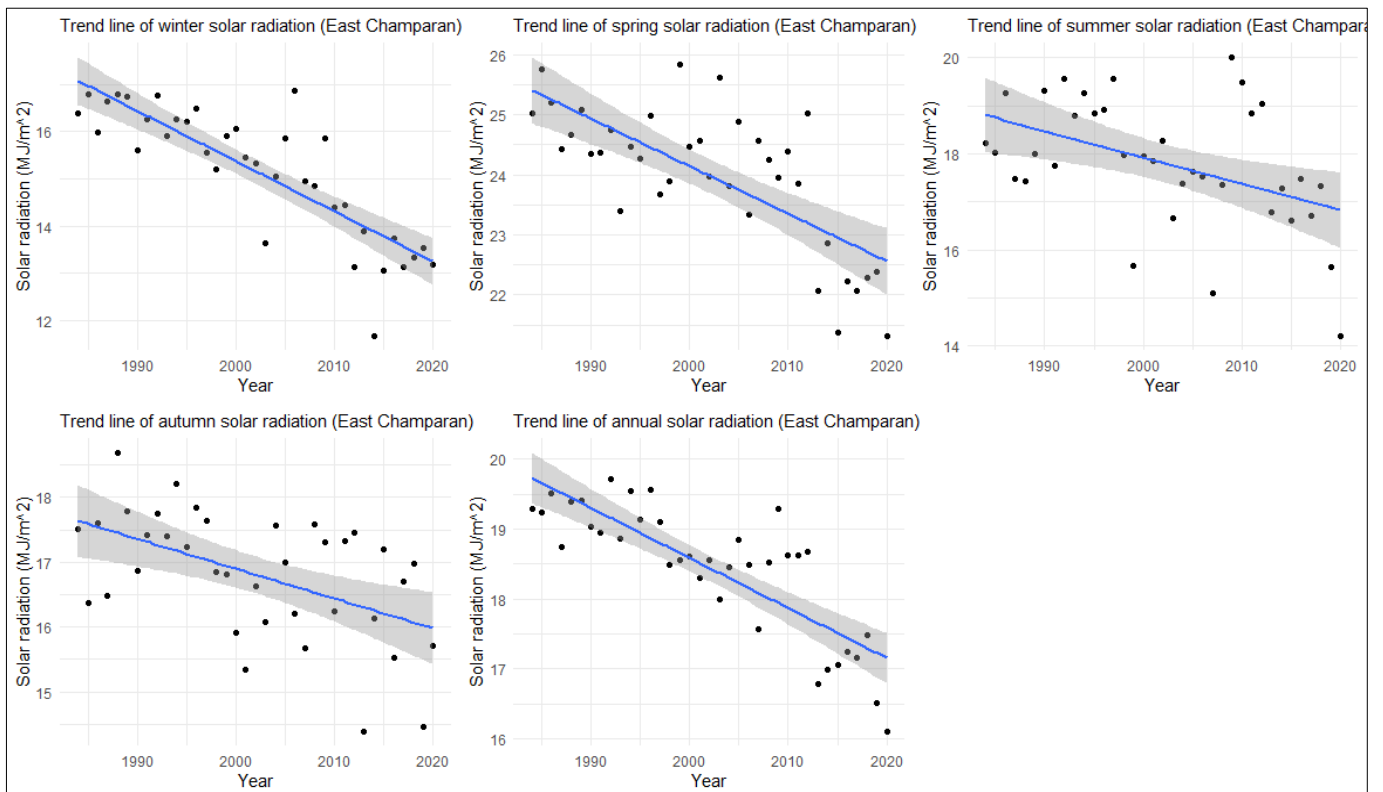 Trend line of winter solar radiation (East Champaran)
Solar radiation (MJ/m^2)
16
14
12
1990
2000
2010
2020
Year
Trend line of spring solar radiation (East Champaran)
Solar radiation (MJ/m^2)
26
25
24
23
22
1990
2000
2010
2020
Year
Trend line of summer solar radiation (East Champara
Solar radiation (MJ/m^2)
20
18
16
14
1990
2000
2010
2020
Year
Trend line of autumn solar radiation (East Champaran)
Solar radiation (MJ/m^2)
18
17
16
15
1990
2000
2010
2020
Year
Trend line of annual solar radiation (East Champaran)
Solar radiation (MJ/m^2)
20
19
18
17
16
1990
2000
2010
2020
Year